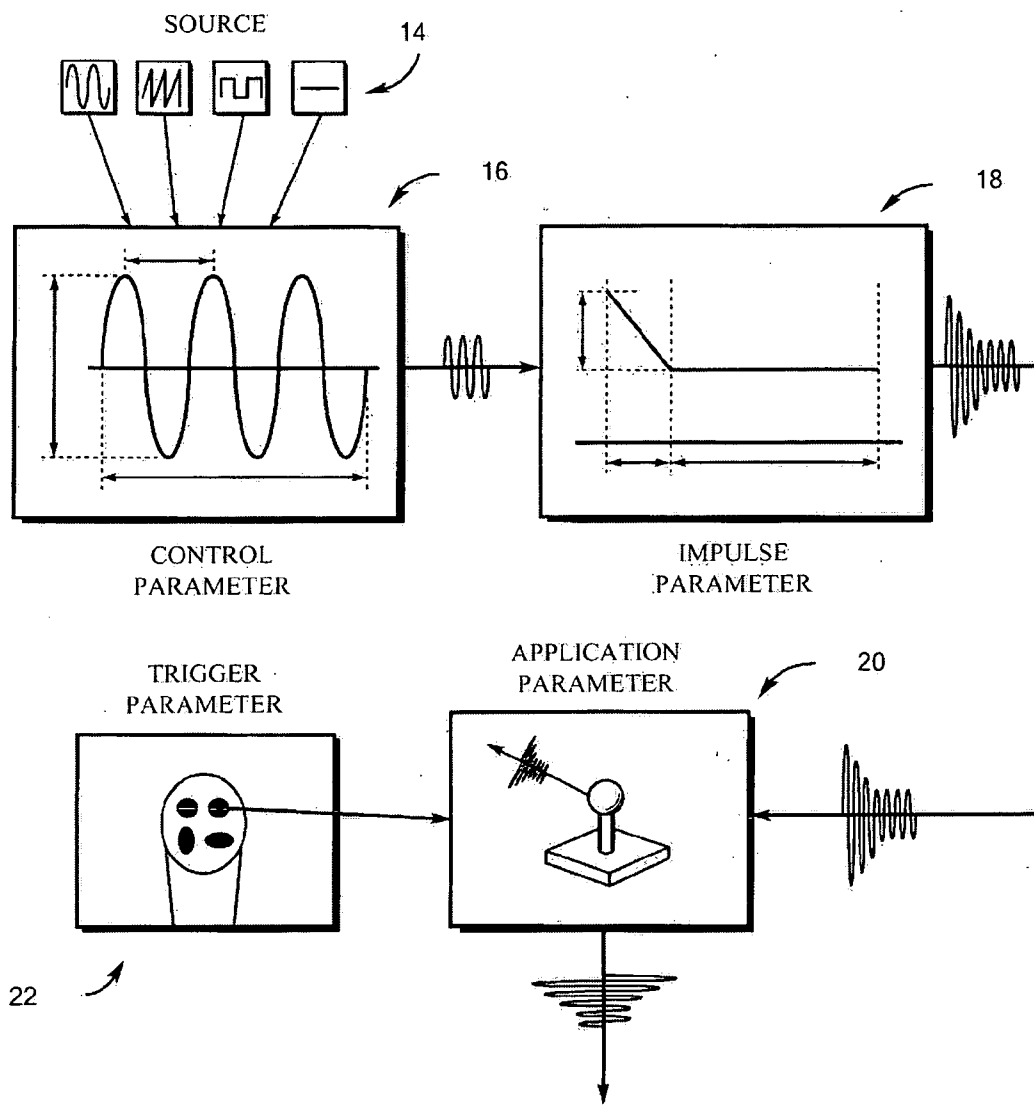 SOURCE
14
16
18
CONTROL
PARAMETER
IMPULSE
PARAMETER
TRIGGER
PARAMETER
APPLICATION
PARAMETER
20
22